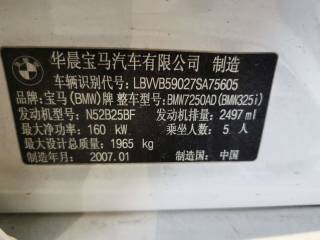 BMW
华晨宝马汽车有限公司 制造
车辆识别代号: LBVVB59027SA75605
品牌: 宝马(BMW)牌 整车型号: BMW7250AD(BMW325i)
发动机型号: N52B25BF 发动机排量: 2497 ml
最大净功率: 160 kW 乘坐人数: 5 人
最大设计总质量: 1965 kg
制造年月: 2007.01 制造国: 中国